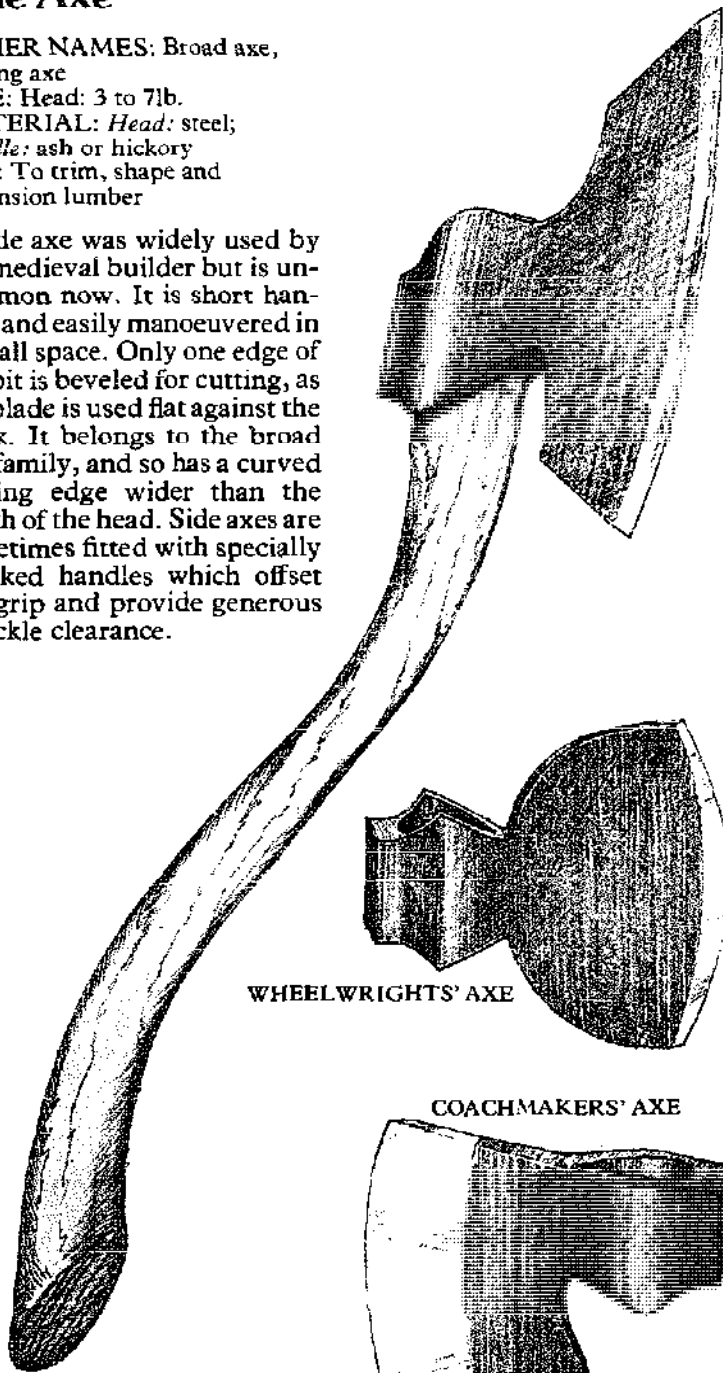 Axe
HER NAMES: Broad axe,
ng axe
E: Head: 3 to 7lb.
TERIAL: Head: steel;
lle: ash or hickory
: To trim, shape and
nsion lumber
de axe was widely used by
medieval builder but is un-
mon now. It is short han-
and easily manoeuvered in
all space. Only one edge of
bit is beveled for cutting, as
blade is used flat against the
k. It belongs to the broad
family, and so has a curved
ing edge wider than the
th of the head. Side axes are
etimes fitted with specially
ked handles which offset
grip and provide generous
ckle clearance.
WHEELWRIGHTS' AXE
COACHMAKERS' AXE